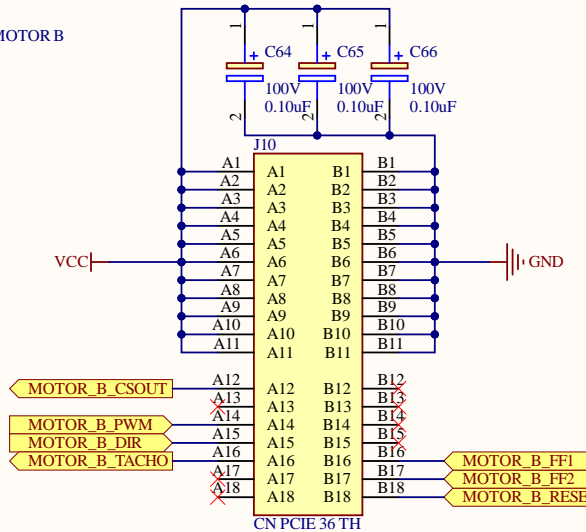 MOTOR B
1 1 1
C64 C65 C66
100V 100V 100V
0.10uF 0.10uF 0.10uF
2 2 2
J10
A1 A1 B1 B1
A2 A2 B2 B2
A3 A3 B3 B3
A4 A4 B4 B4
A5 A5 B5 B5
VCC A6 A6 B6 B6 GND
A7 A7 B7 B7
A8 A8 B8 B8
A9 A9 B9 B9
A10 A10 B10 B10
A11 A11 B11 B11
MOTOR_B_CSOUT A12 A12 B12 B12
A13 A13 B13 B13
MOTOR_B_PWM A14 A14 B14 B14
MOTOR_B_DIR A15 A15 B15 B15
MOTOR_B_TACHO A16 A16 B16 B16 MOTOR_B_FF1
A17 A17 B17 B17 MOTOR_B_FF2
A18 A18 B18 B18 MOTOR_B_RESE
CN PCIE 36 TH